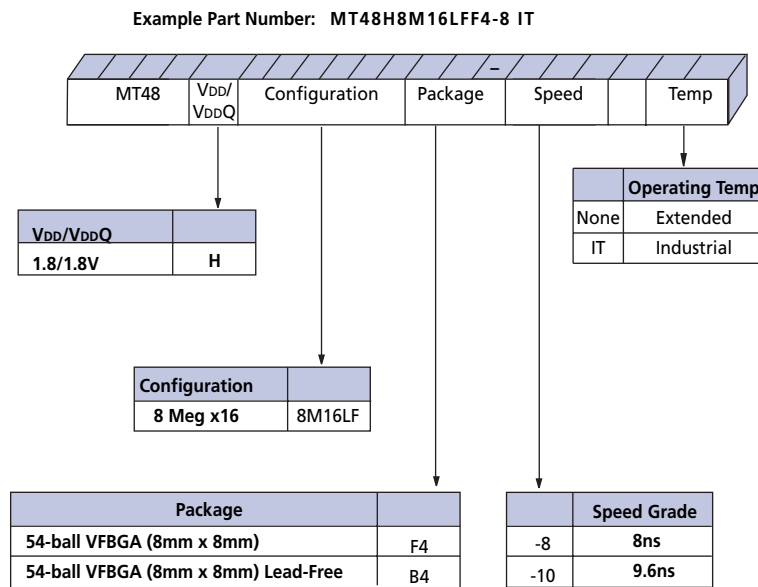 Example Part Number: MT48H8M16LFF4-8 IT
–
MT48 VDD/VDDQ Configuration Package Speed Temp
Operating Temp
None Extended
IT Industrial
VDD/VDDQ
1.8/1.8V H
Configuration
8 Meg x16 8M16LF
Package
54-ball VFBGA (8mm x 8mm) F4
54-ball VFBGA (8mm x 8mm) Lead-Free B4
Speed Grade
-8 8ns
-10 9.6ns